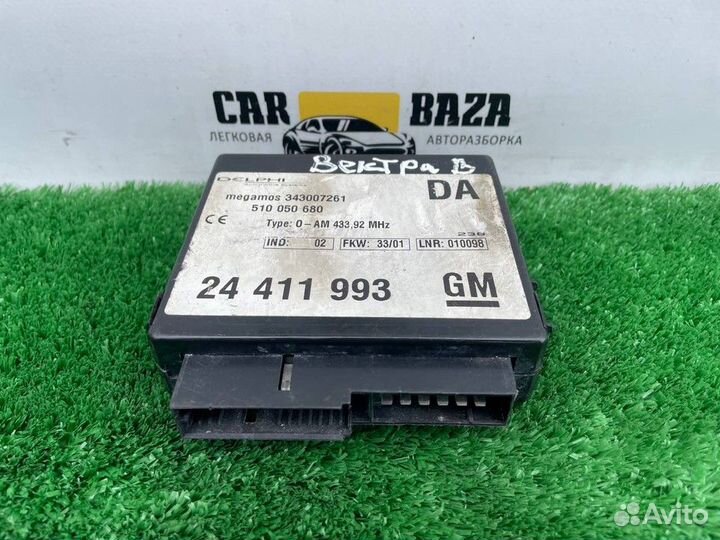 CAR BAZA
ЛЕГКОВАЯ АВТОРАЗБОРКА
Вектра В
DELPHI
DA
megamos 343007261
510 050 680
CE
Type: 0-AM 433,92 MHz
236
IND: 02 FKW: 33/01 LNR: 010098
24 411 993 GM
Avito